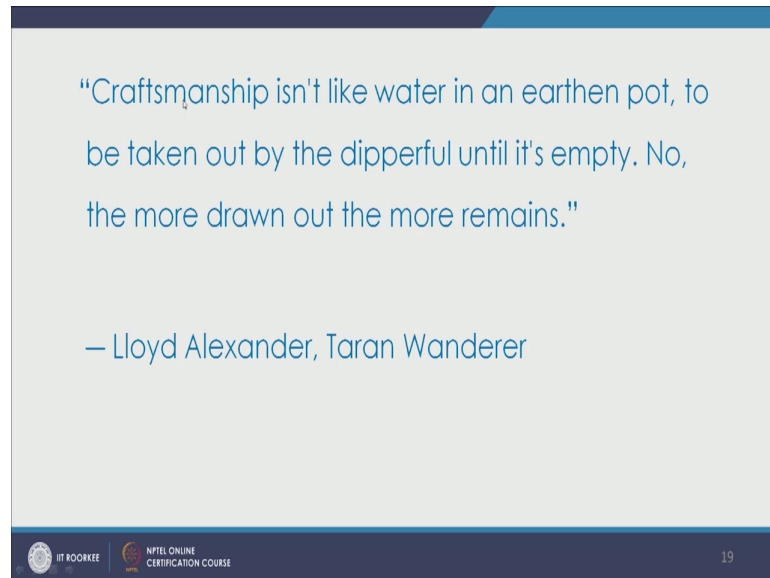 “Craftsmanship isn't like water in an earthen pot, to
be taken out by the dipperful until it's empty. No,
the more drawn out the more remains.”
— Lloyd Alexander, Taran Wanderer
IIT ROORKEE
NPTEL ONLINE
CERTIFICATION COURSE
NPTEL
19